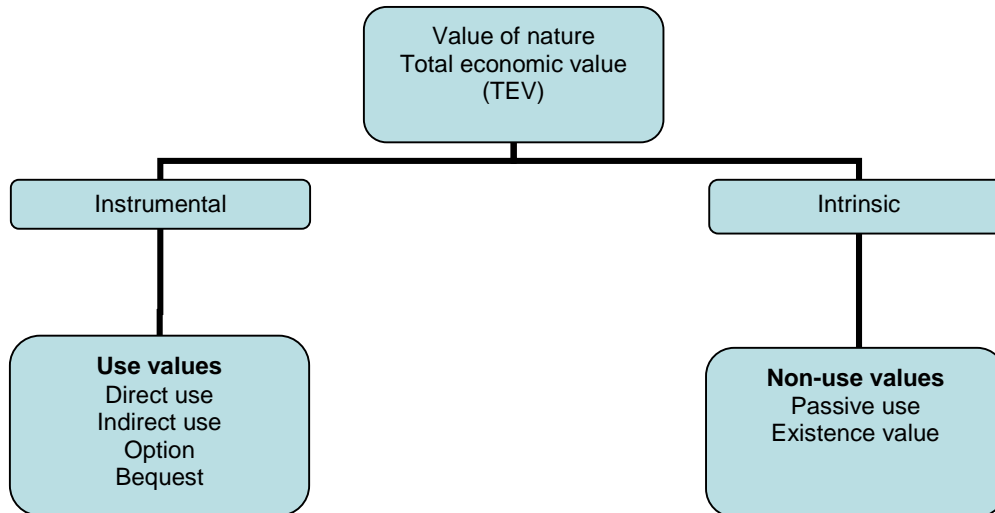 Value of nature
Total economic value
(TEV)
Instrumental
Intrinsic
Use values
Direct use
Indirect use
Option
Bequest
Non-use values
Passive use
Existence value